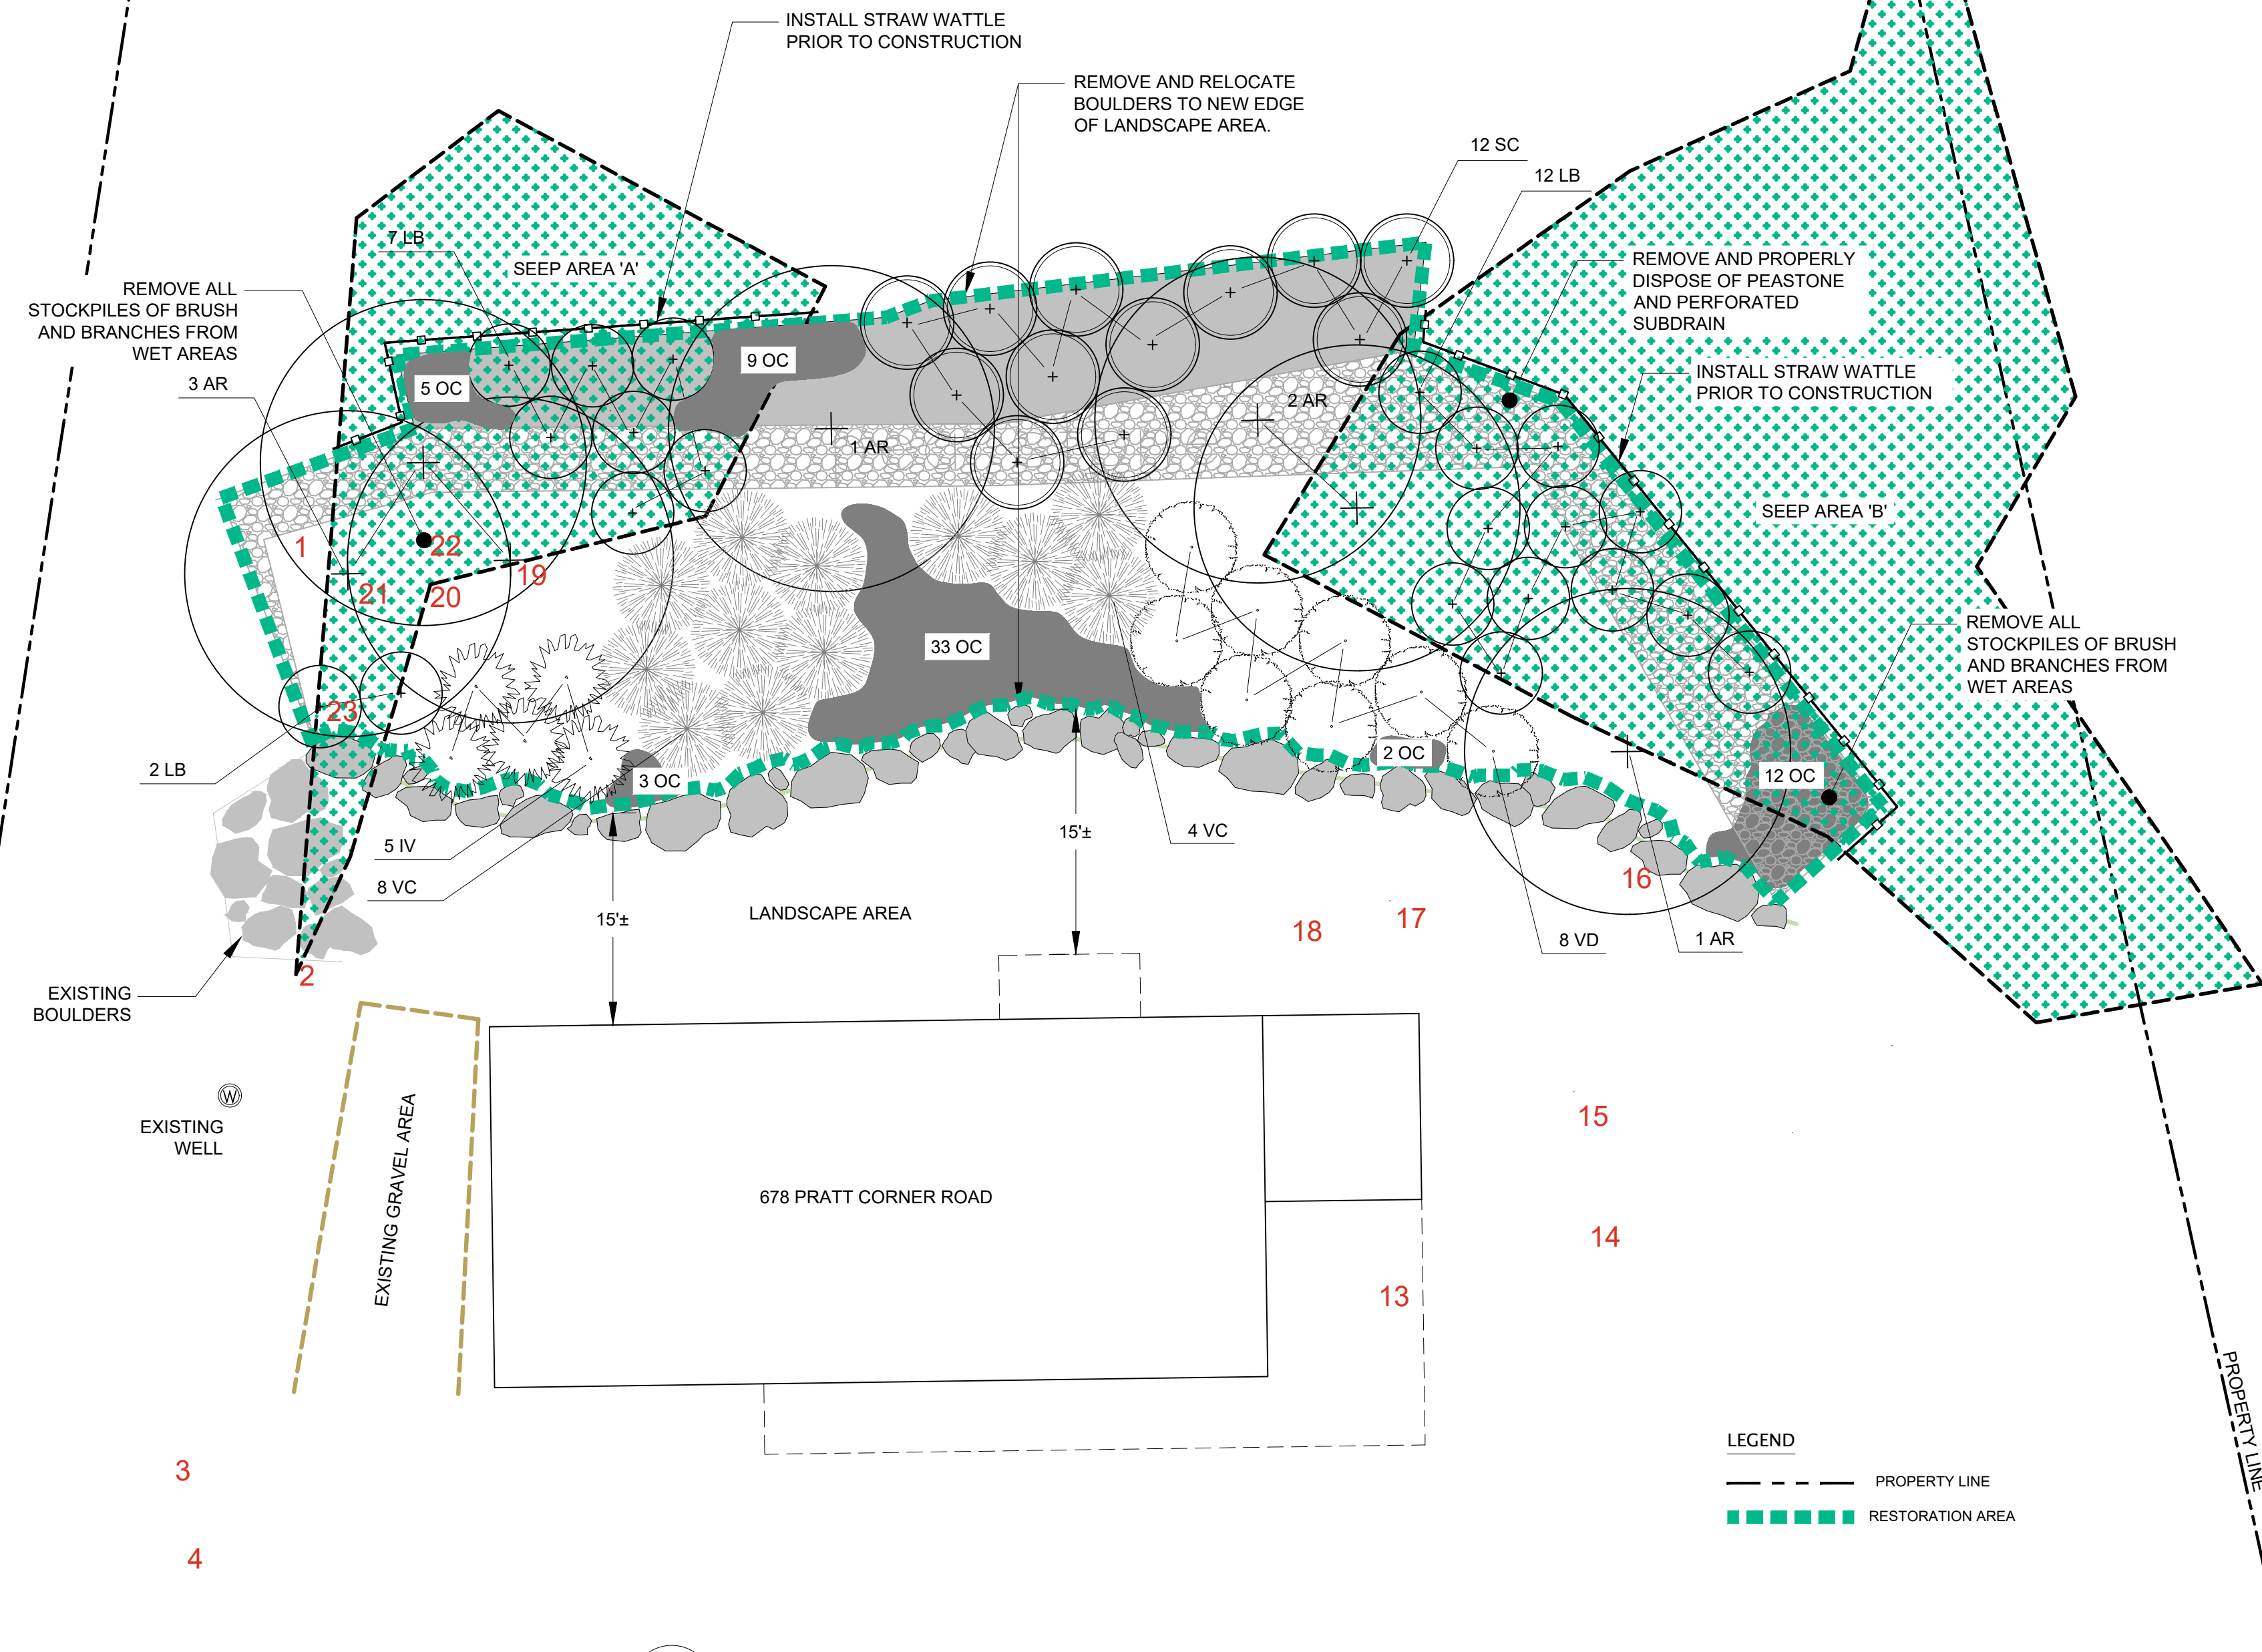 INSTALL STRAW WATTLE
PRIOR TO CONSTRUCTION
REMOVE AND RELOCATE
BOULDERS TO NEW EDGE
OF LANDSCAPE AREA.
12 SC
12 LB
7 LB
SEEP AREA 'A'
REMOVE AND PROPERLY
DISPOSE OF PEASTONE
AND PERFORATED
SUBDRAIN
REMOVE ALL
STOCKPILES OF BRUSH
AND BRANCHES FROM
WET AREAS
3 AR
5 OC
9 OC
INSTALL STRAW WATTLE
PRIOR TO CONSTRUCTION
2 AR
1 AR
SEEP AREA 'B'
1
22
19
21
20
33 OC
REMOVE ALL
STOCKPILES OF BRUSH
AND BRANCHES FROM
WET AREAS
23
2 LB
3 OC
2 OC
12 OC
5 IV
8 VC
15'±
15'±
4 VC
LANDSCAPE AREA
16
17
18
8 VD
1 AR
2
EXISTING
BOULDERS
W
EXISTING
WELL
EXISTING GRAVEL AREA
678 PRATT CORNER ROAD
15
14
13
3
4
LEGEND
PROPERTY LINE
RESTORATION AREA
PROPERTY LINE